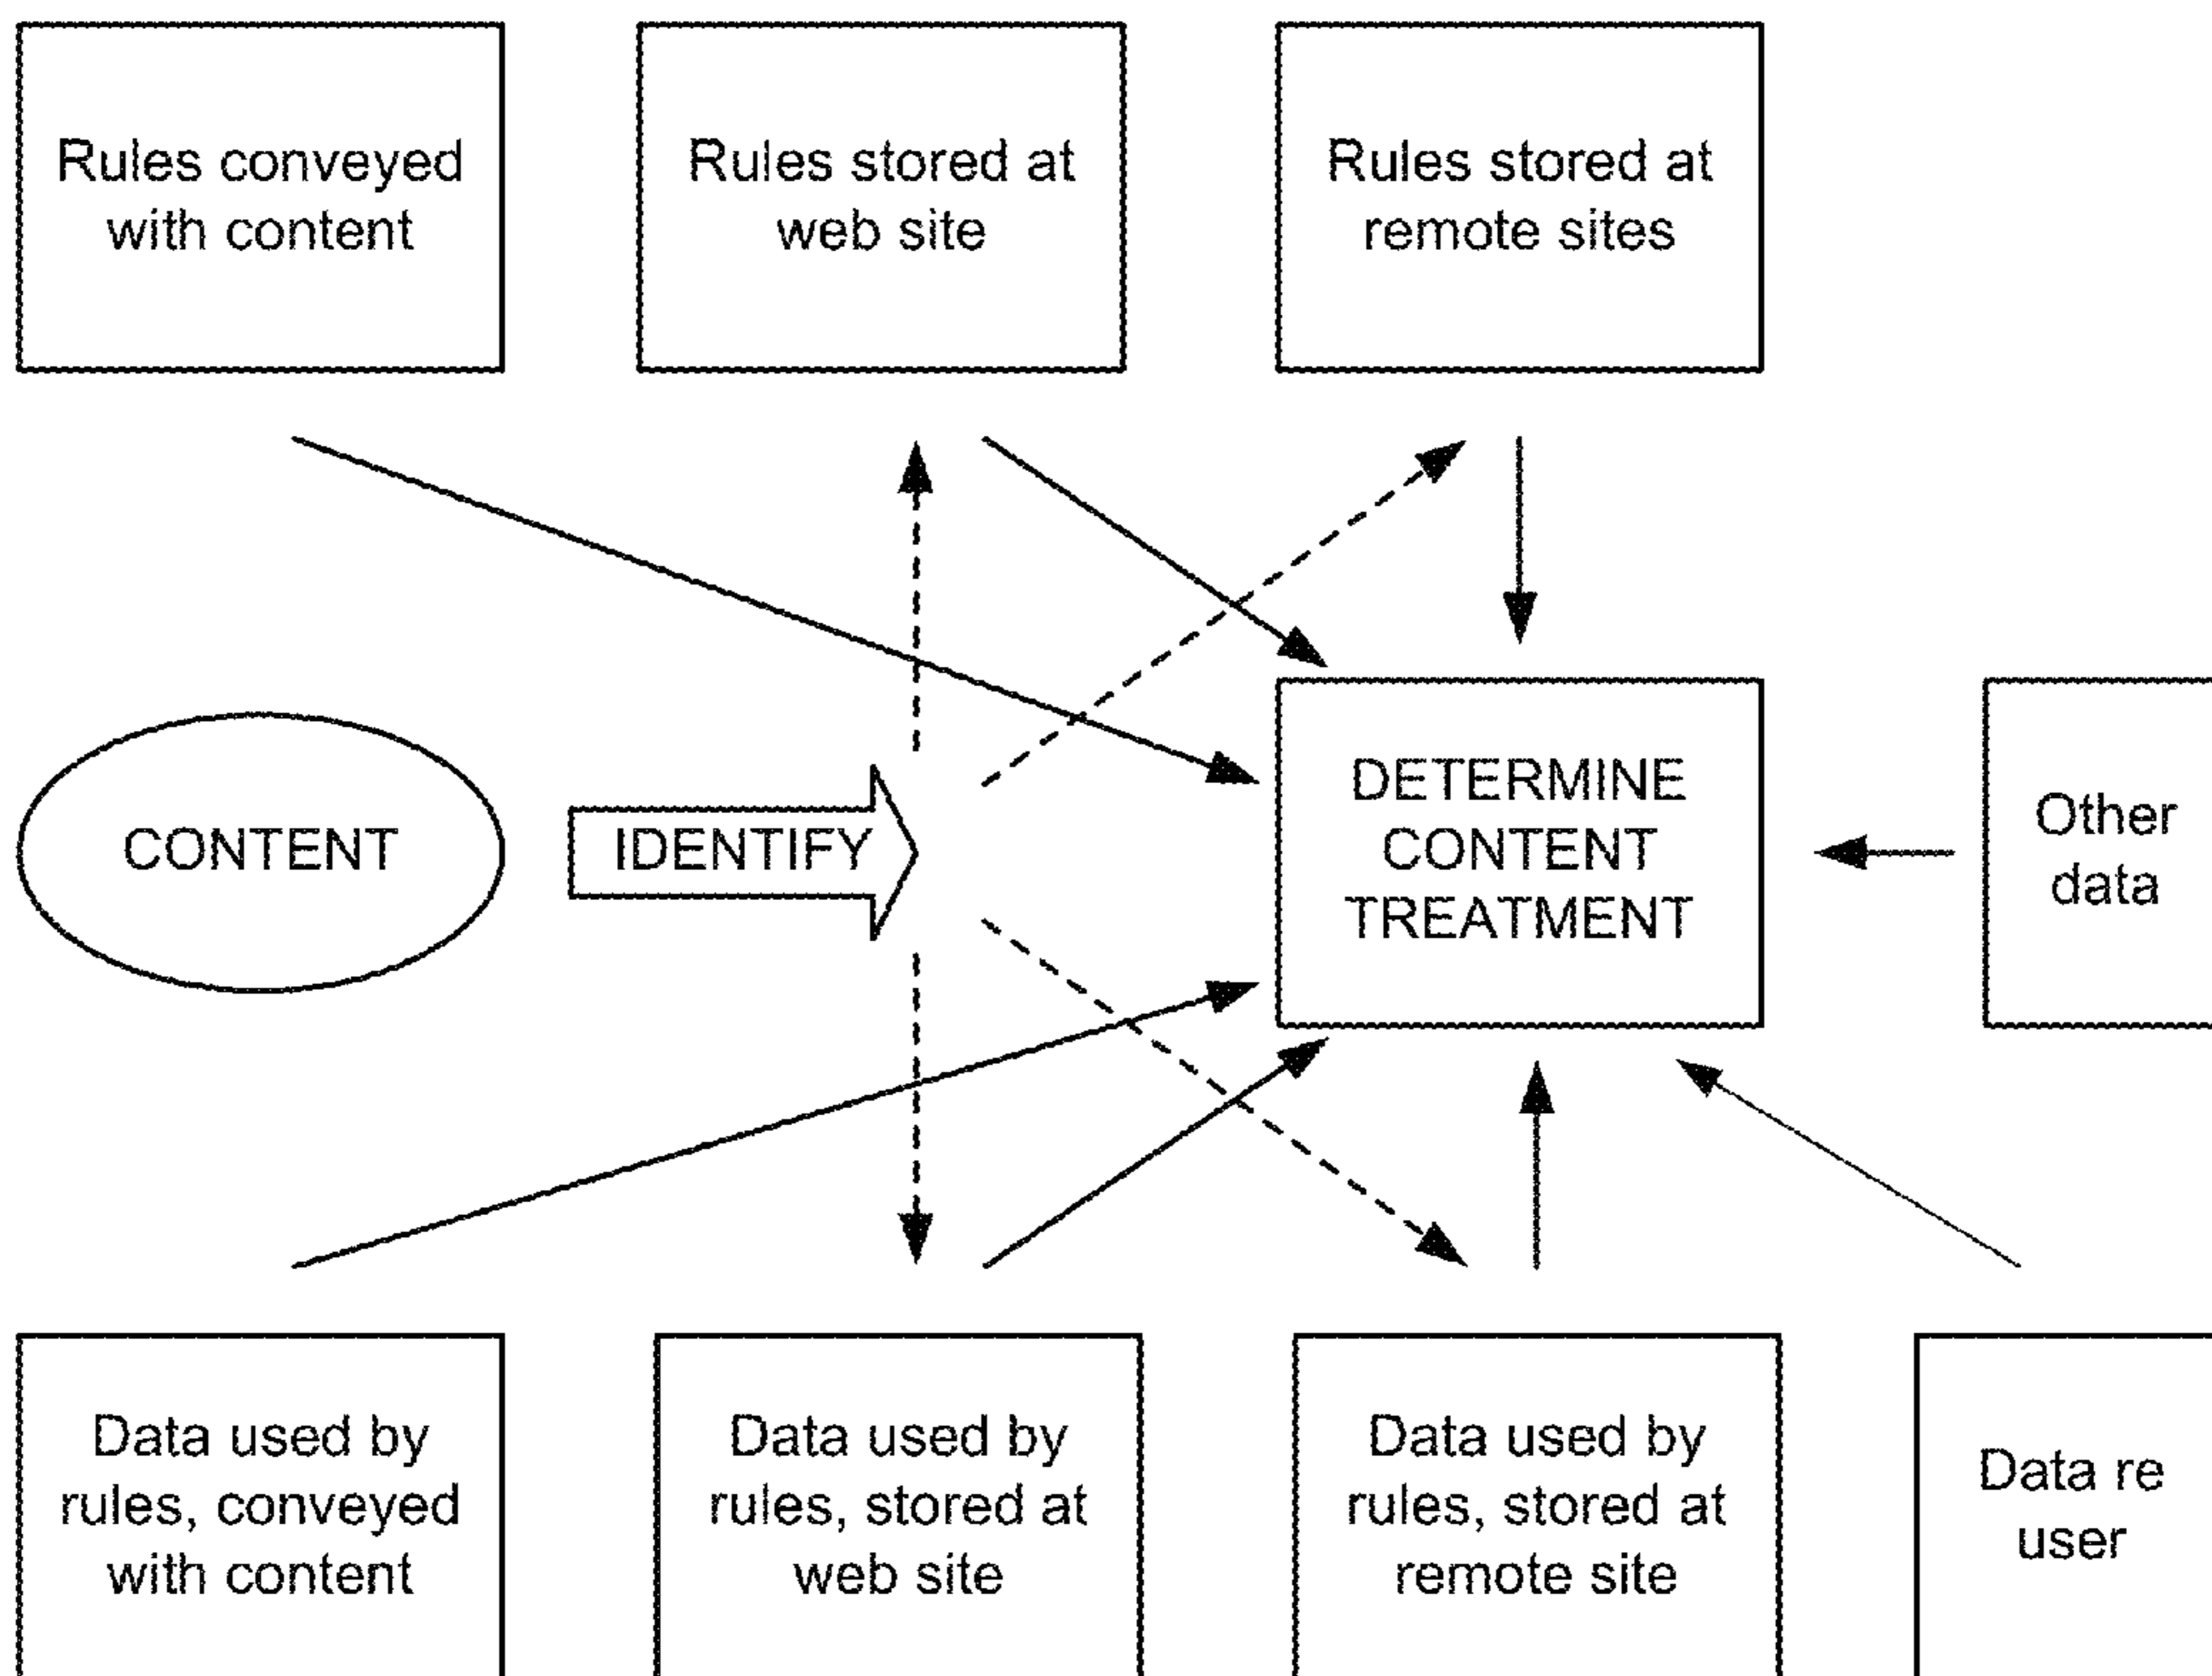 Rules conveyed
with content
Rules stored at
web site
Rules stored at
remote sites
CONTENT
IDENTIFY
DETERMINE
CONTENT
TREATMENT
Other
data
Data used by
rules, conveyed
with content
Data used by
rules, stored at
web site
Data used by
rules, stored at
remote site
Data re
user